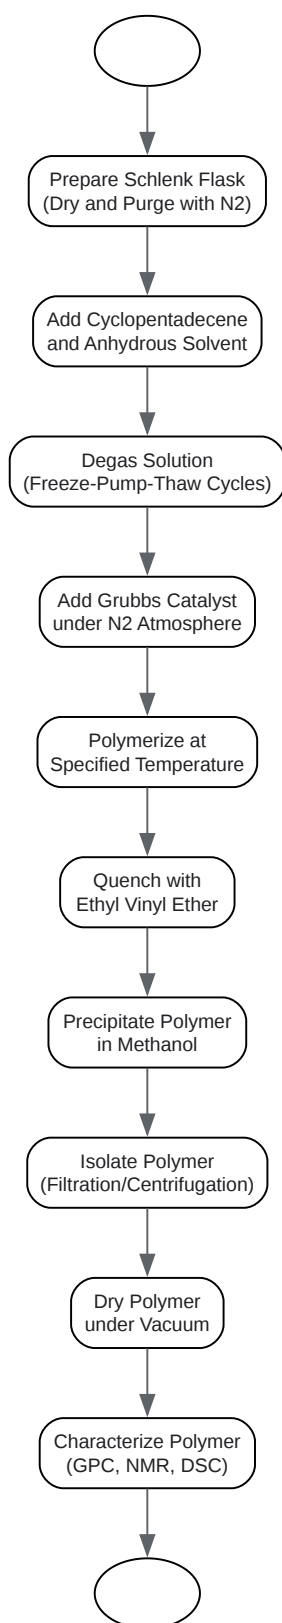 Prepare Schlenk Flask
(Dry and Purge with N2)
Add Cyclopentadecene
and Anhydrous Solvent
Degas Solution
(Freeze-Pump-Thaw Cycles)
Add Grubbs Catalyst
under N2 Atmosphere
Polymerize at
Specified Temperature
Quench with
Ethyl Vinyl Ether
Precipitate Polymer
in Methanol
Isolate Polymer
(Filtration/Centrifugation)
Dry Polymer
under Vacuum
Characterize Polymer
(GPC, NMR, DSC)